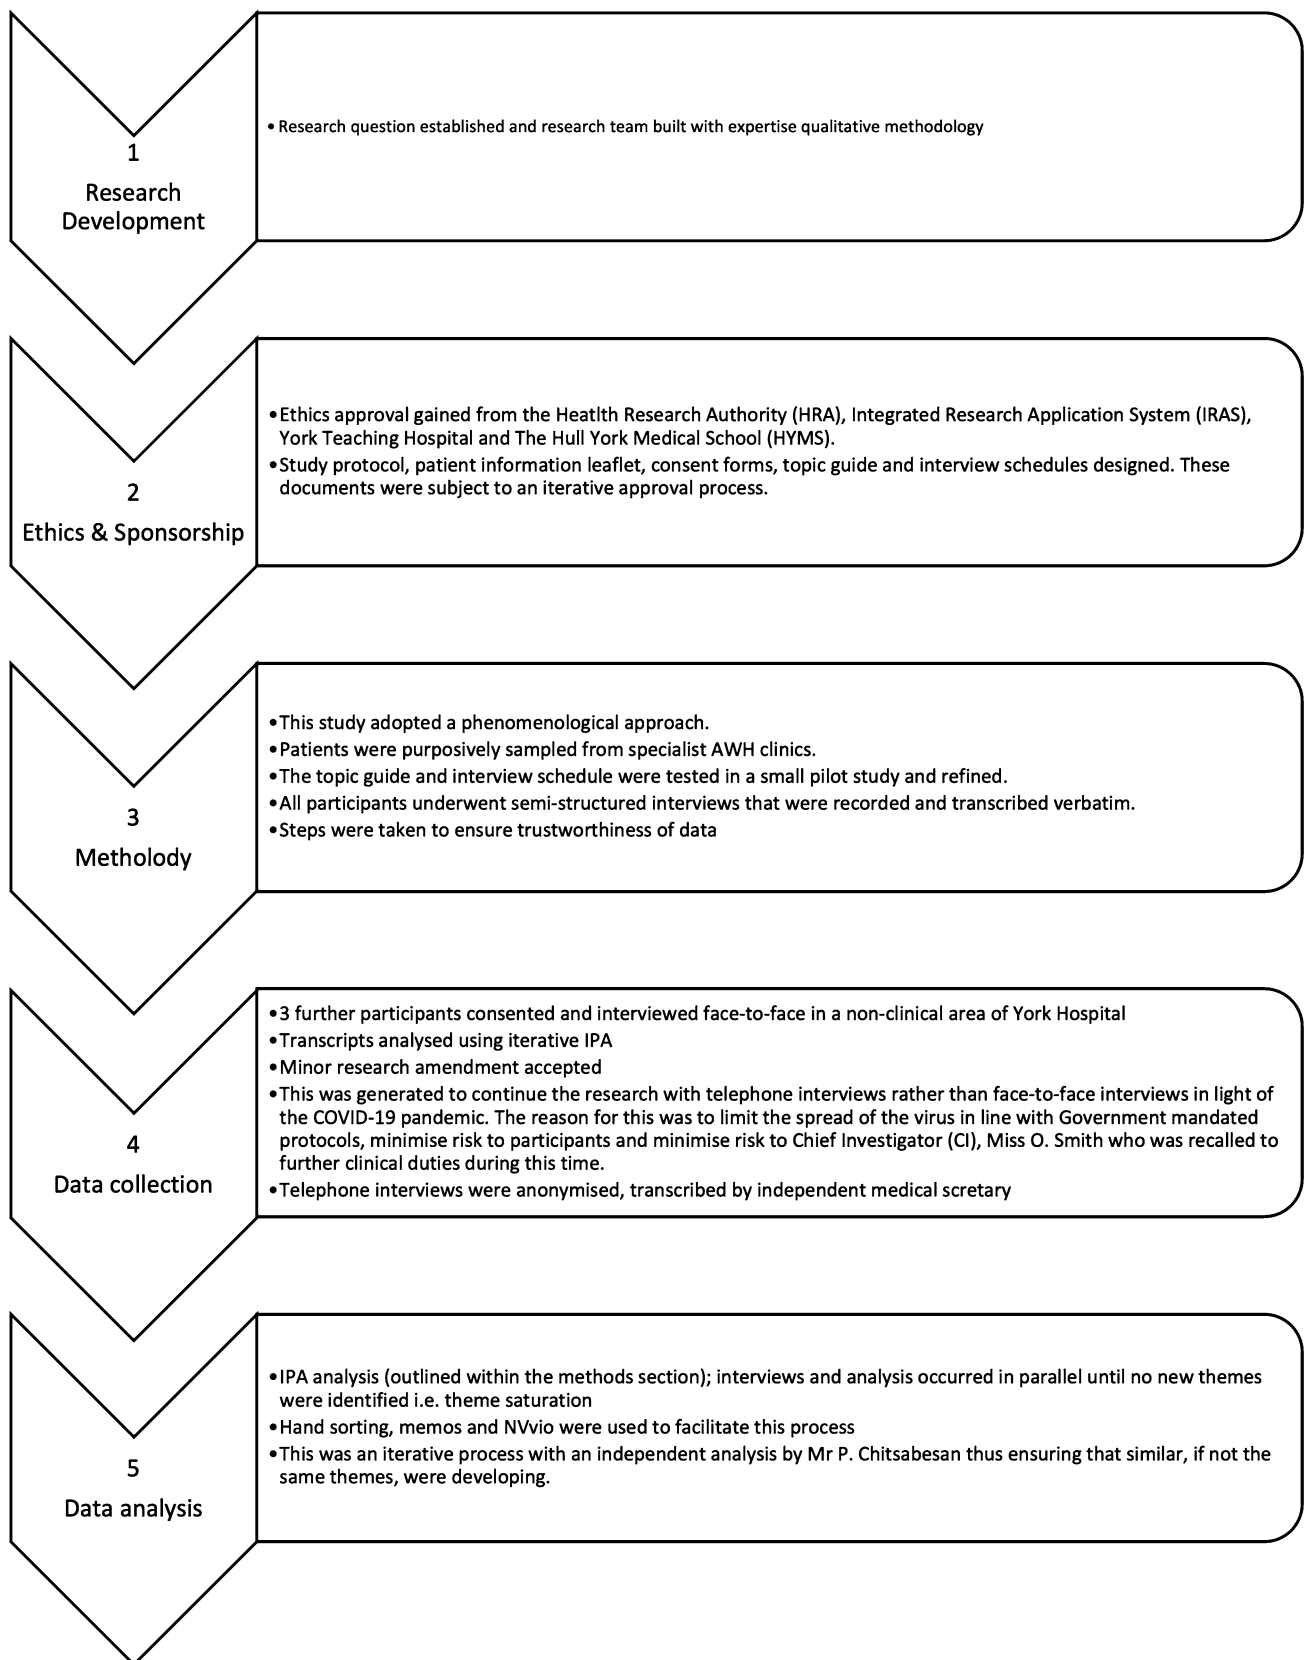 1
Research
Development
• Research question established and research team built with expertise qualitative methodology
2
Ethics & Sponsorship
•Ethics approval gained from the Heatlth Research Authority (HRA), Integrated Research Application System (IRAS),
York Teaching Hospital and The Hull York Medical School (HYMS).
•Study protocol, patient information leaflet, consent forms, topic guide and interview schedules designed. These
documents were subject to an iterative approval process.
3
Metholody
•This study adopted a phenomenological approach.
•Patients were purposively sampled from specialist AWH clinics.
•The topic guide and interview schedule were tested in a small pilot study and refined.
•All participants underwent semi-structured interviews that were recorded and transcribed verbatim.
•Steps were taken to ensure trustworthiness of data
4
Data collection
•3 further participants consented and interviewed face-to-face in a non-clinical area of York Hospital
•Transcripts analysed using iterative IPA
•Minor research amendment accepted
•This was generated to continue the research with telephone interviews rather than face-to-face interviews in light of
the COVID-19 pandemic. The reason for this was to limit the spread of the virus in line with Government mandated
protocols, minimise risk to participants and minimise risk to Chief Investigator (CI), Miss O. Smith who was recalled to
further clinical duties during this time.
•Telephone interviews were anonymised, transcribed by independent medical scretary
5
Data analysis
•IPA analysis (outlined within the methods section); interviews and analysis occurred in parallel until no new themes
were identified i.e. theme saturation
•Hand sorting, memos and NVvio were used to facilitate this process
•This was an iterative process with an independent analysis by Mr P. Chitsabesan thus ensuring that similar, if not the
same themes, were developing.